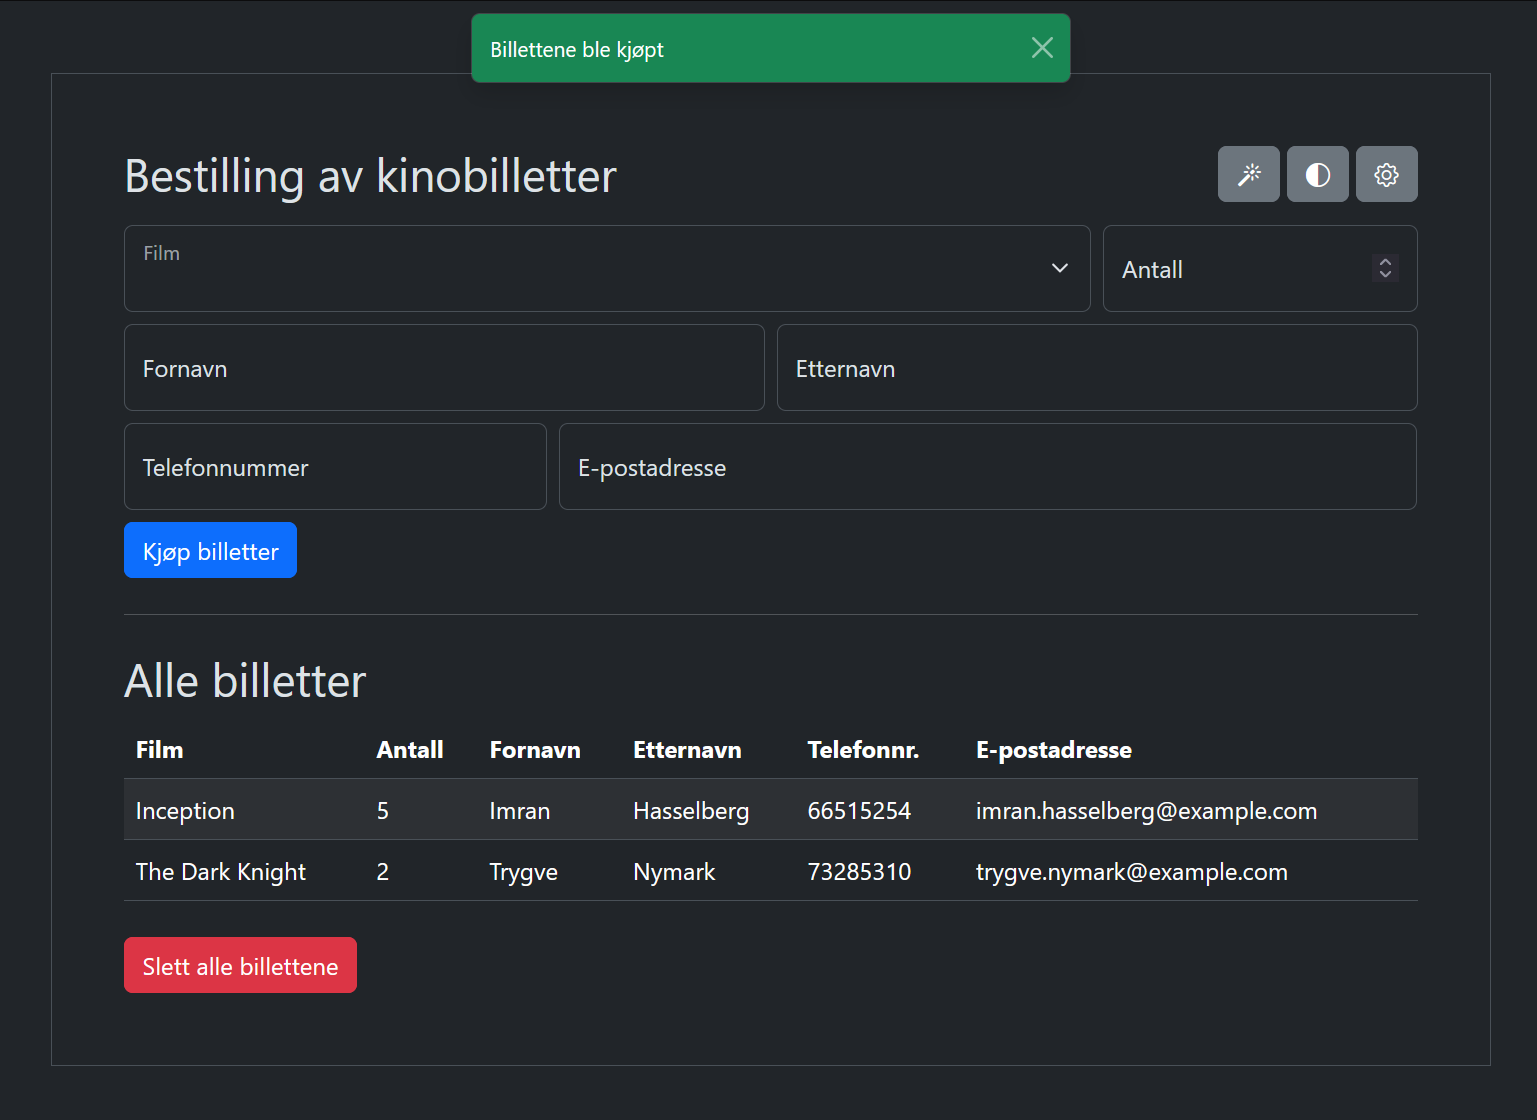 Billettene ble kjøpt
Bestilling av kinobilletter
Film
Antall
Fornavn Etternavn
Telefonnummer E-postadresse
Kjøp billetter
Alle billetter
Film Antall Fornavn Etternavn Telefonnr. E-postadresse
Inception 5 Imran Hasselberg 66515254 imran.hasselberg@example.com
The Dark Knight 2 Trygve Nymark 73285310 trygve.nymark@example.com
Slett alle billettene